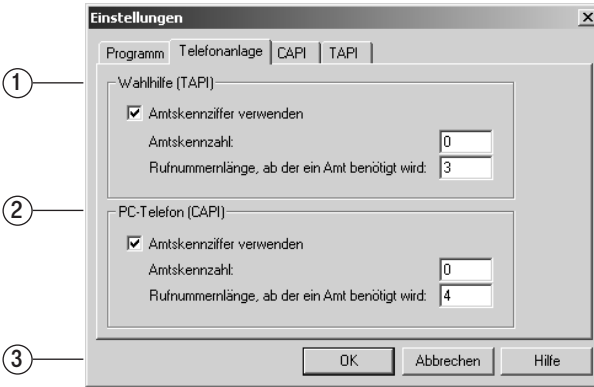 Einstellungen
Programm Telefonanlage CAPI TAPI
1 Wahlhilfe (TAPI)
Amtskennziffer verwenden
Amtskennzahl: 0
Rufnummernlänge, ab der ein Amt benötigt wird: 3
2 PC-Telefon (CAPI)
Amtskennziffer verwenden
Amtskennzahl: 0
Rufnummernlänge, ab der ein Amt benötigt wird: 4
3 OK Abbrechen Hilfe